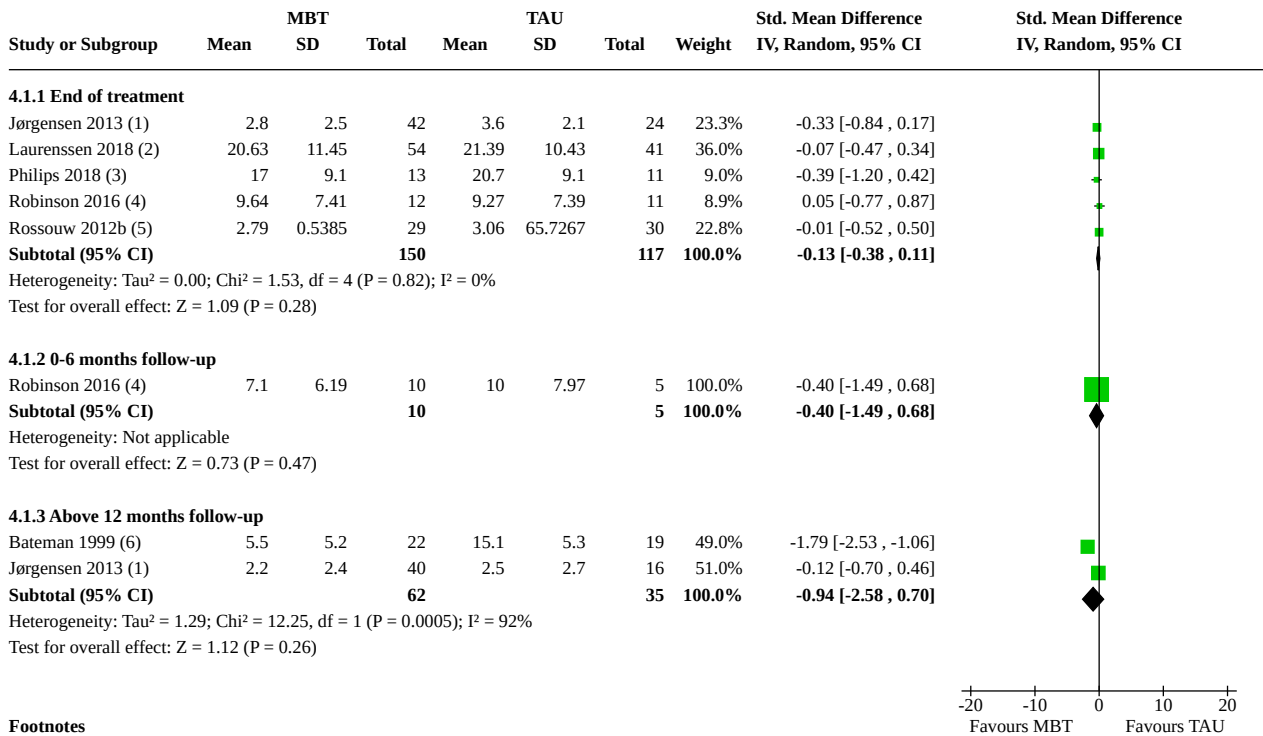 MBT TAU Std. Mean Difference Std. Mean Difference
Study or Subgroup Mean SD Total Mean SD Total Weight IV, Random, 95% CI IV, Random, 95% CI
4.1.1 End of treatment
Jørgensen 2013 (1) 2.8 2.5 42 3.6 2.1 24 23.3% -0.33 [-0.84 , 0.17]
Laurenssen 2018 (2) 20.63 11.45 54 21.39 10.43 41 36.0% -0.07 [-0.47 , 0.34]
Philips 2018 (3) 17 9.1 13 20.7 9.1 11 9.0% -0.39 [-1.20 , 0.42]
Robinson 2016 (4) 9.64 7.41 12 9.27 7.39 11 8.9% 0.05 [-0.77 , 0.87]
Rossouw 2012b (5) 2.79 0.5385 29 3.06 65.7267 30 22.8% -0.01 [-0.52 , 0.50]
Subtotal (95% CI) 150 117 100.0% -0.13 [-0.38 , 0.11]
Heterogeneity: Tau² = 0.00; Chi² = 1.53, df = 4 (P = 0.82); I² = 0%
Test for overall effect: Z = 1.09 (P = 0.28)
4.1.2 0-6 months follow-up
Robinson 2016 (4) 7.1 6.19 10 10 7.97 5 100.0% -0.40 [-1.49 , 0.68]
Subtotal (95% CI) 10 5 100.0% -0.40 [-1.49 , 0.68]
Heterogeneity: Not applicable
Test for overall effect: Z = 0.73 (P = 0.47)
4.1.3 Above 12 months follow-up
Bateman 1999 (6) 5.5 5.2 22 15.1 5.3 19 49.0% -1.79 [-2.53 , -1.06]
Jørgensen 2013 (1) 2.2 2.4 40 2.5 2.7 16 51.0% -0.12 [-0.70 , 0.46]
Subtotal (95% CI) 62 35 100.0% -0.94 [-2.58 , 0.70]
Heterogeneity: Tau² = 1.29; Chi² = 12.25, df = 1 (P = 0.0005); I² = 92%
Test for overall effect: Z = 1.12 (P = 0.26)
-20 -10 0 10 20
Footnotes Favours MBT Favours TAU